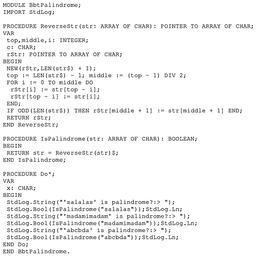 MODULE BbtPalindrome;
IMPORT StdLog;

PROCEDURE ReverseStr(str: ARRAY OF CHAR): POINTER TO ARRAY OF CHAR;
VAR
 top,middle,i: INTEGER;
 c: CHAR;
 rStr: POINTER TO ARRAY OF CHAR;
BEGIN
 NEW(rStr,LEN(str$) + 1);
 top := LEN(str$) - 1; middle := (top - 1) DIV 2;
 FOR i := 0 TO middle DO
  rStr[i] := str[top - i];
  rStr[top - i] := str[i];
 END;
 IF ODD(LEN(str$)) THEN rStr[middle + 1] := str[middle + 1] END;
 RETURN rStr;
END ReverseStr;

PROCEDURE IsPalindrome(str: ARRAY OF CHAR): BOOLEAN;
BEGIN
 RETURN str = ReverseStr(str)$;
END IsPalindrome;

PROCEDURE Do*;
VAR
 x: CHAR;
BEGIN
 StdLog.String("'salalas' is palindrome?:> ");
 StdLog.Bool(IsPalindrome("salalas"));StdLog.Ln;
 StdLog.String("'madamimadam' is palindrome?:> ");
 StdLog.Bool(IsPalindrome("madamimadam"));StdLog.Ln;
 StdLog.String("'abcbda' is palindrome?:> ");
 StdLog.Bool(IsPalindrome("abcbda"));StdLog.Ln;
END Do;
END BbtPalindrome.